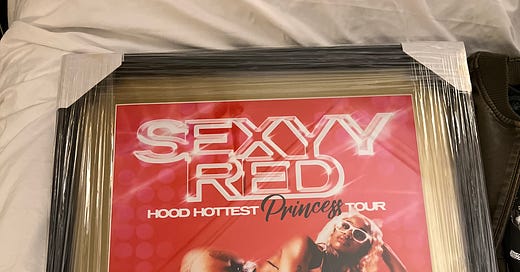 SEXYY
RED
HOOD HOTTEST Princess TOUR